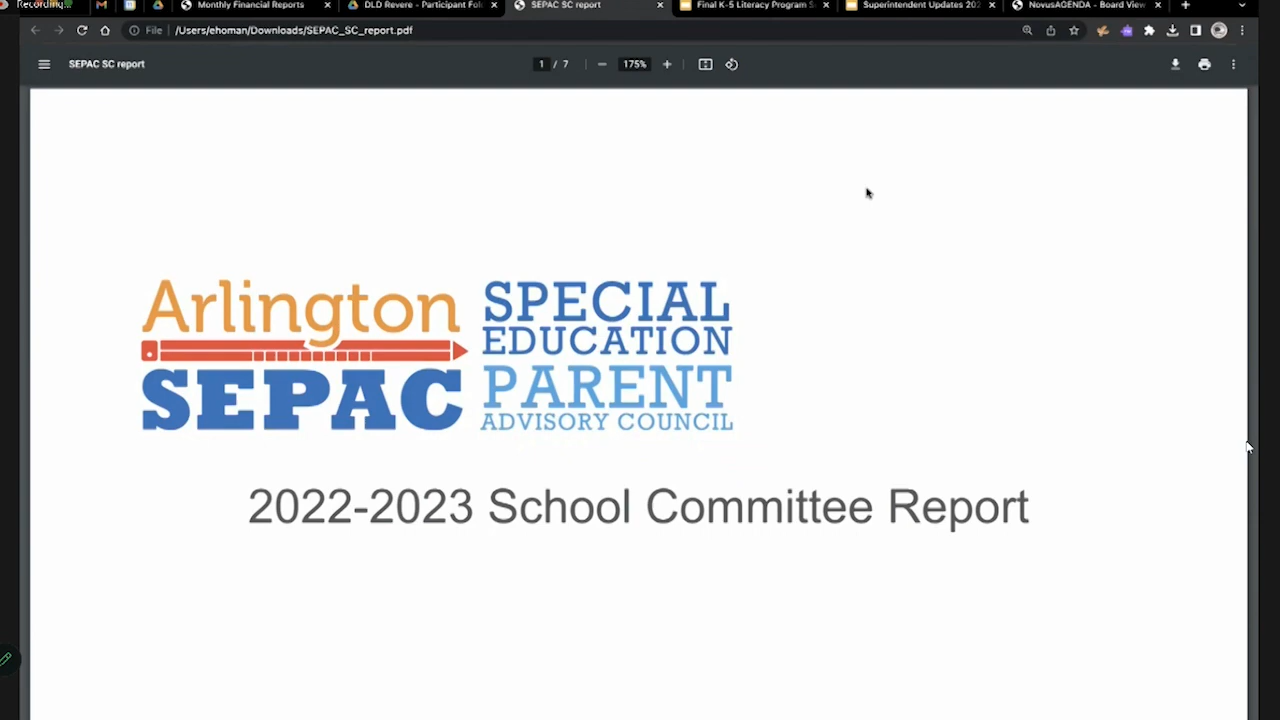 Recording...
Monthly Financial Reports
DLD Revere - Participant Fol
SEPAC SC report
Final K-5 Literacy Program S
Superintendent Updates 202
NovusAGENDA - Board View
File
/Users/ehoman/Downloads/SEPAC_SC_report.pdf
SEPAC SC report
1 / 7
175%
Arlington
SEPAC
SPECIAL
EDUCATION
PARENT
ADVISORY COUNCIL
2022-2023 School Committee Report